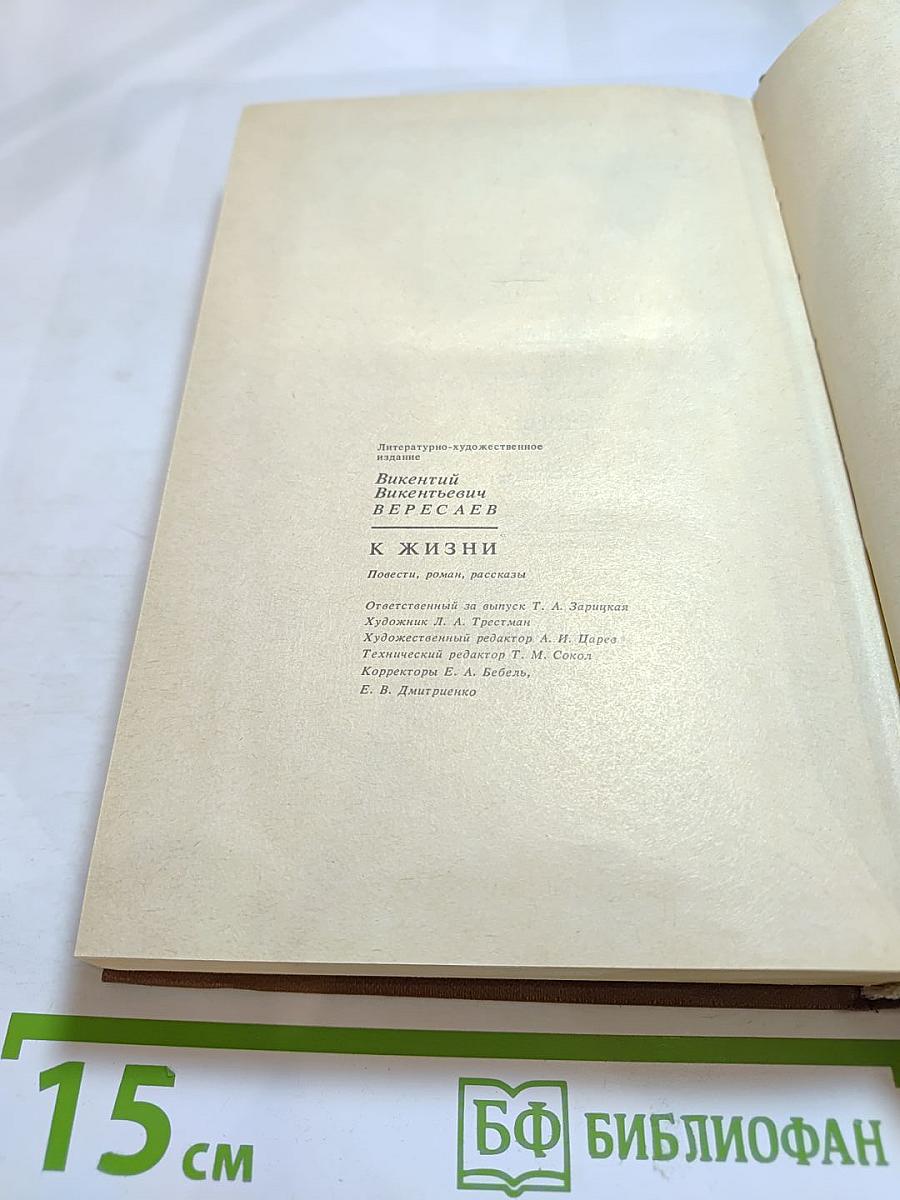 Литературно-художественное
издание
Викентий
Викентьевич
ВЕРЕСАЕВ
К ЖИЗНИ
Повести, роман, рассказы
Ответственный за выпуск Т. А. Зарицкая
Художник Л. А. Трестман
Художественный редактор А. И. Царев
Технический редактор Т. М. Сокол
Корректоры Е. А. Бебель,
Е. В. Дмитриенко
15 см
БФ БИБЛИОФАН